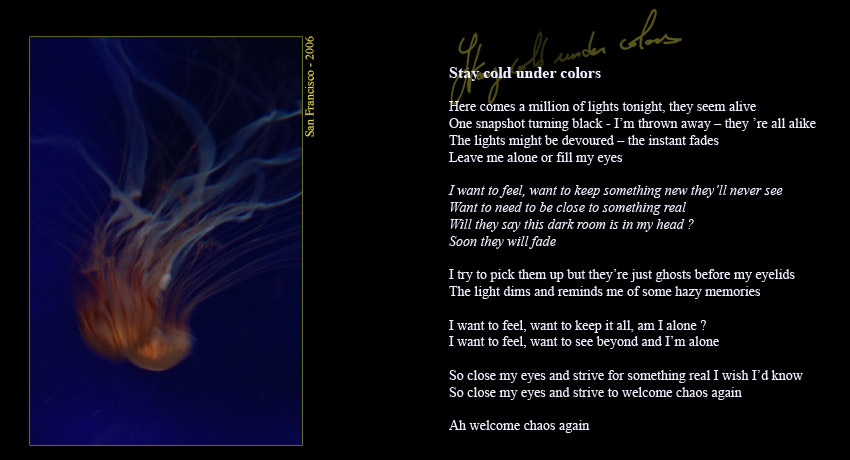 San Francisco - 2006
Stay cold under colors
Stay cold under colors
Here comes a million of lights tonight, they seem alive
One snapshot turning black - I'm thrown away – they ’re all alike
The lights might be devoured – the instant fades
Leave me alone or fill my eyes
I want to feel, want to keep something new they’ll never see
Want to need to be close to something real
Will they say this dark room is in my head ?
Soon they will fade
I try to pick them up but they’re just ghosts before my eyelids
The light dims and reminds me of some hazy memories
I want to feel, want to keep it all, am I alone ?
I want to feel, want to see beyond and I’m alone
So close my eyes and strive for something real I wish I’d know
So close my eyes and strive to welcome chaos again
Ah welcome chaos again